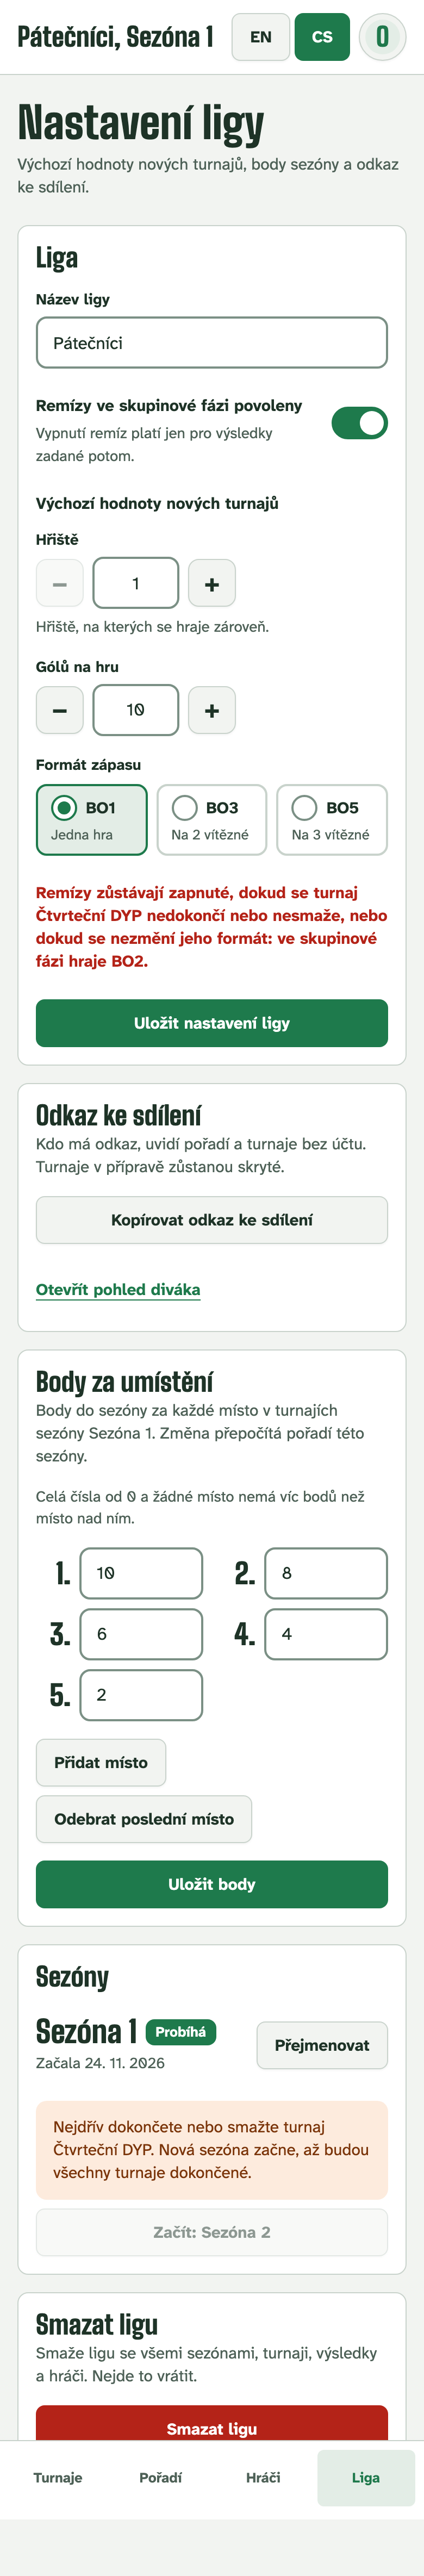 Pátečníci, Sezóna 1
EN
CS
O
Nastavení ligy
Výchozí hodnoty nových turnajů, body sezóny a odkaz
ke sdílení.
Liga
Název ligy
Pátečníci
Remízy ve skupinové fázi povoleny
Vypnutí remíz platí jen pro výsledky
zadané potom.
Výchozí hodnoty nových turnajů
Hřiště
− 1 +
Hřiště, na kterých se hraje zároveň.
Gólů na hru
− 10 +
Formát zápasu
BO1 BO3 BO5
Jedna hra Na 2 vítězné Na 3 vítězné
Remízy zůstávají zapnuté, dokud se turnaj
Čtvrteční DYP nedokončí nebo nesmaže, nebo
dokud se nezmění jeho formát: ve skupinové
fázi hraje BO2.
Uložit nastavení ligy
Odkaz ke sdílení
Kdo má odkaz, uvidí pořadí a turnaje bez účtu.
Turnaje v přípravě zůstanou skryté.
Kopírovat odkaz ke sdílení
Otevřít pohled diváka
Body za umístění
Body do sezóny za každé místo v turnajích
sezóny Sezóna 1. Změna přepočítá pořadí této
sezóny.
Celá čísla od 0 a žádné místo nemá víc bodů než
místo nad ním.
1. 10 2. 8
3. 6 4. 4
5. 2
Přidat místo
Odebrat poslední místo
Uložit body
Sezóny
Sezóna 1 Probíhá
Začala 24. 11. 2026
Přejmenovat
Nejdřív dokončete nebo smažte turnaj
Čtvrteční DYP. Nová sezóna začne, až budou
všechny turnaje dokončené.
Začít: Sezóna 2
Smazat ligu
Smaže ligu se všemi sezónami, turnaji, výsledky
a hráči. Nejde to vrátit.
Smazat ligu
Turnaje Pořadí Hráči Liga